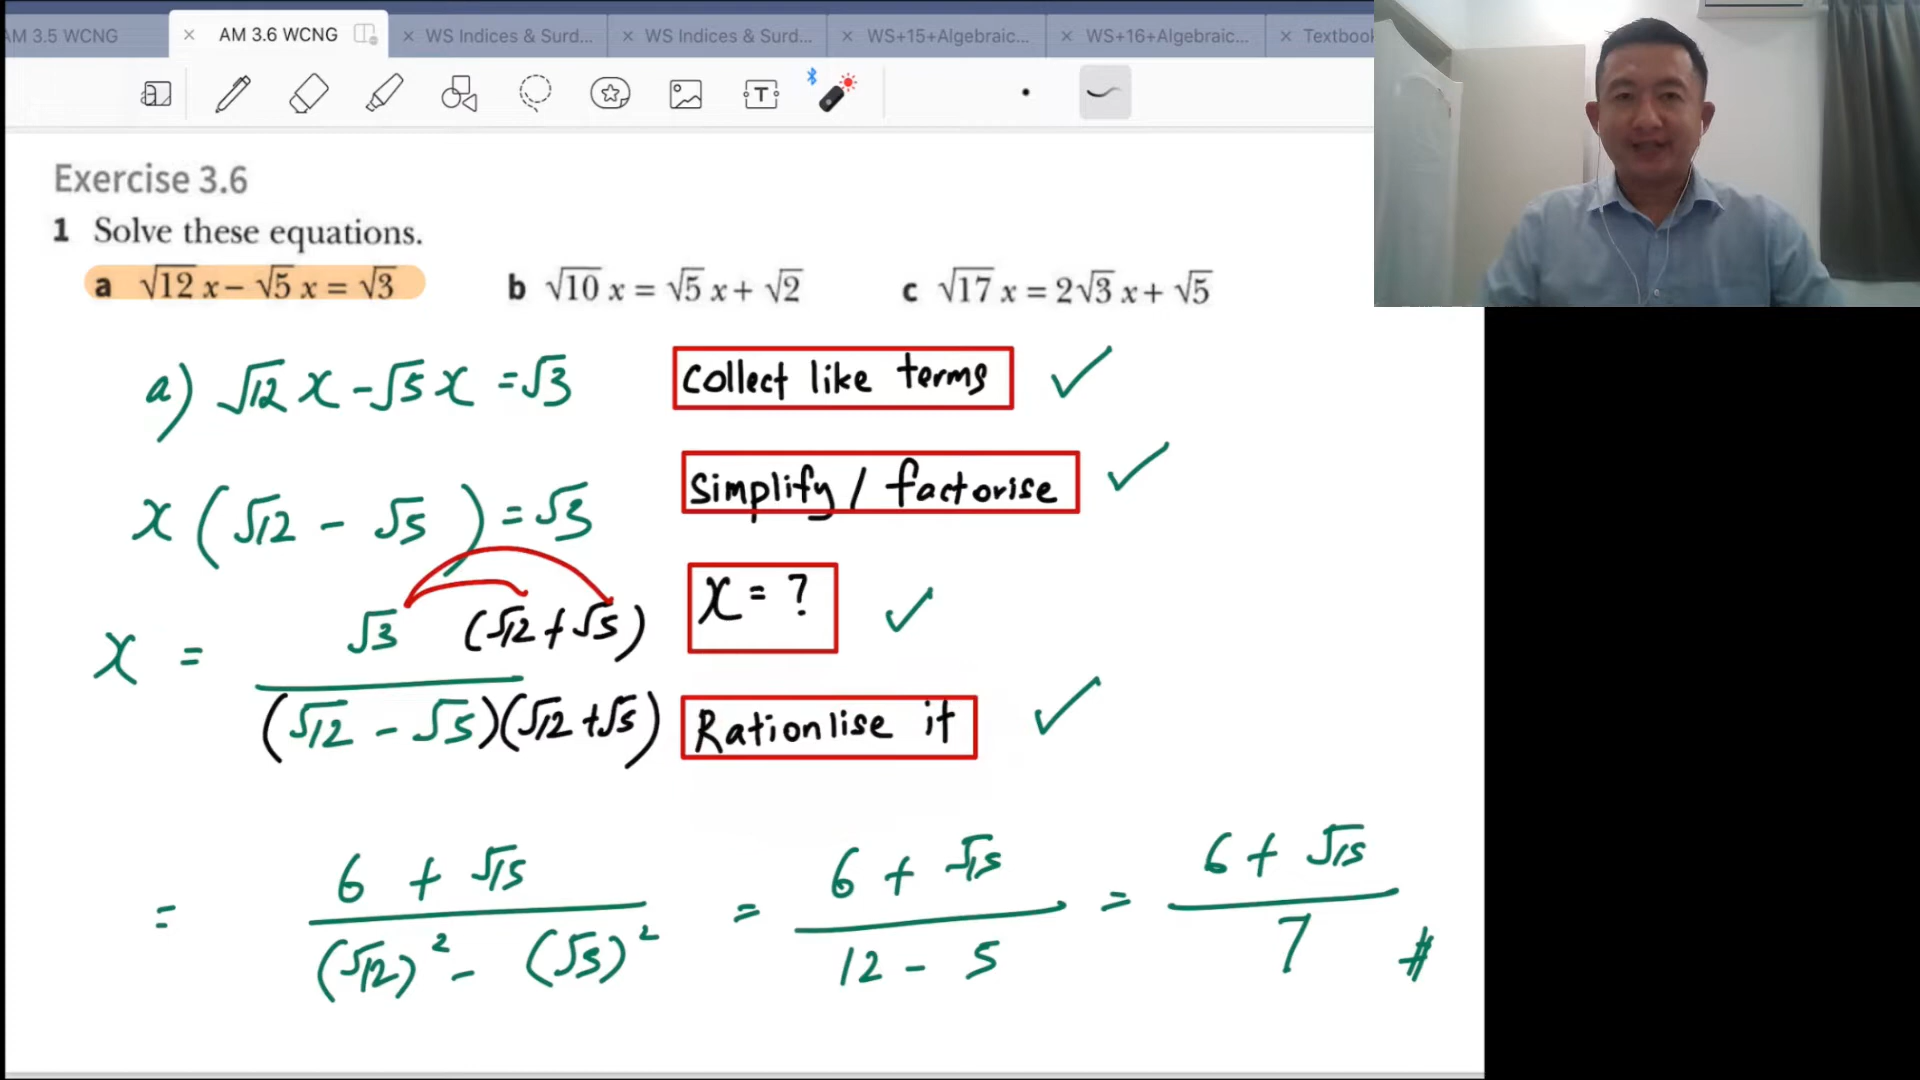 AM 3.5 WCNG × AM 3.6 WCNG × WS Indices & Surd... × WS Indices & Surd... × WS+15+Algebraic... × WS+16+Algebraic... × Textbook
T
Exercise 3.6
1 Solve these equations.
a √12 x − √5 x = √3 b √10 x = √5 x + √2 c √17 x = 2√3 x + √5
a) √12 x − √5 x = √3 Collect like terms ✓
x (√12 − √5) = √3 Simplify / factorise ✓
x = ? ✓
√3 (√12 + √5)
x =
(√12 − √5)(√12 + √5) Rationlise it ✓
6 + √15 6 + √15 6 + √15
= = =
(√12)² − (√5)² 12 − 5 7 #